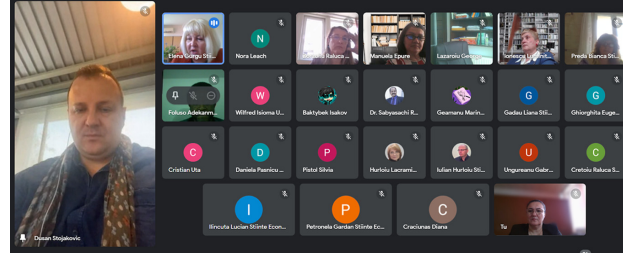 Dusan Stojakovic
Elena Gurgu Stii...
N
Nora Leach
Raluca ...
Manuela Epure
Lazaroiu George
Ionescu Luminit...
Preda Bianca Sti...
Foluso Adekanm...
W
Wilfred Isioma U...
Baktybek Isakov
Dr. Sabyasachi R...
Geamanu Marin...
G
Gadau Liana Stii...
G
Ghiorghita Euge...
C
Cristian Uta
D
Daniela Pasnicu ...
P
Pistol Silvia
Hurloiu Lacrami...
Iulian Hurloiu Sti...
U
Ungureanu Gabr...
C
Cretoiu Raluca S...
I
Ilincuta Lucian Stiinte Econ...
P
Petronela Gardan Stiinte Ec...
C
Craciunas Diana
Tu